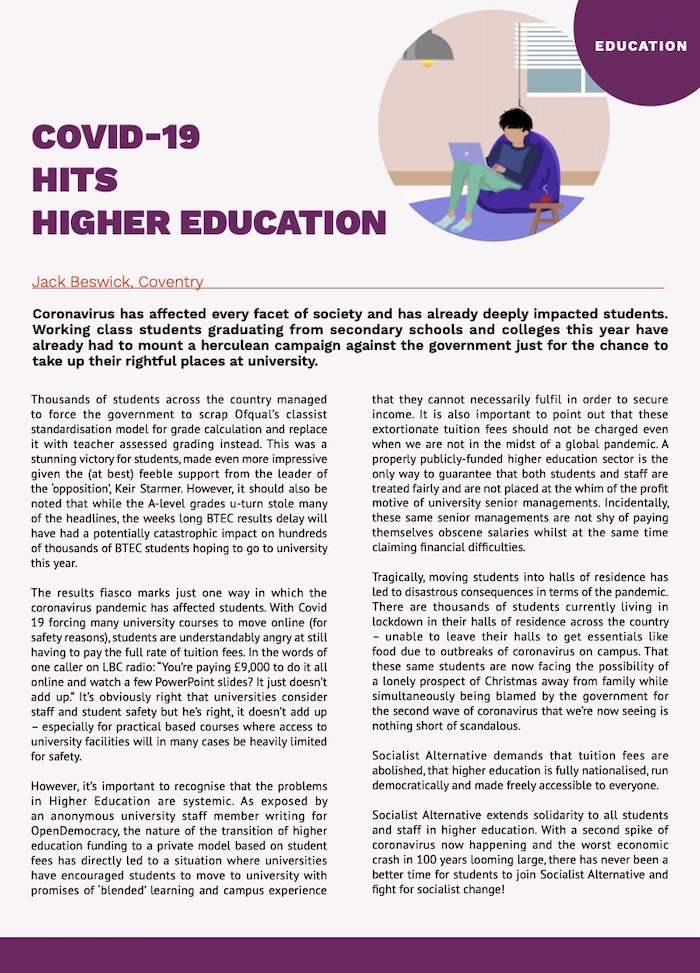 EDUCATION
COVID-19
HITS
HIGHER EDUCATION
Jack Beswick, Coventry
Coronavirus has affected every facet of society and has already deeply impacted students.
Working class students graduating from secondary schools and colleges this year have
already had to mount a herculean campaign against the government just for the chance to
take up their rightful places at university.
Thousands of students across the country managed
to force the government to scrap Ofqual's classist
standardisation model for grade calculation and replace
it with teacher assessed grading instead. This was a
stunning victory for students, made even more impressive
given the (at best) feeble support from the leader of
the 'opposition', Keir Starmer. However, it should also be
noted that while the A-level grades u-turn stole many
of the headlines, the weeks long BTEC results delay will
have had a potentially catastrophic impact on hundreds
of thousands of BTEC students hoping to go to university
this year.
The results fiasco marks just one way in which the
coronavirus pandemic has affected students. With Covid
19 forcing many university courses to move online (for
safety reasons), students are understandably angry at still
having to pay the full rate of tuition fees. In the words of
one caller on LBC radio: “You're paying £9,000 to do it all
online and watch a few PowerPoint slides? It just doesn't
add up.” It's obviously right that universities consider
staff and student safety but he's right, it doesn't add up
– especially for practical based courses where access to
university facilities will in many cases be heavily limited
for safety.
However, it's important to recognise that the problems
in Higher Education are systemic. As exposed by
an anonymous university staff member writing for
OpenDemocracy, the nature of the transition of higher
education funding to a private model based on student
fees has directly led to a situation where universities
have encouraged students to move to university with
promises of 'blended' learning and campus experience
that they cannot necessarily fulfil in order to secure
income. It is also important to point out that these
extortionate tuition fees should not be charged even
when we are not in the midst of a global pandemic. A
properly publicly-funded higher education sector is the
only way to guarantee that both students and staff are
treated fairly and are not placed at the whim of the profit
motive of university senior managements. Incidentally,
these same senior managements are not shy of paying
themselves obscene salaries whilst at the same time
claiming financial difficulties.
Tragically, moving students into halls of residence has
led to disastrous consequences in terms of the pandemic.
There are thousands of students currently living in
lockdown in their halls of residence across the country
– unable to leave their halls to get essentials like
food due to outbreaks of coronavirus on campus. That
these same students are now facing the possibility of
a lonely prospect of Christmas away from family while
simultaneously being blamed by the government for
the second wave of coronavirus that we're now seeing is
nothing short of scandalous.
Socialist Alternative demands that tuition fees are
abolished, that higher education is fully nationalised, run
democratically and made freely accessible to everyone.
Socialist Alternative extends solidarity to all students
and staff in higher education. With a second spike of
coronavirus now happening and the worst economic
crash in 100 years looming large, there has never been a
better time for students to join Socialist Alternative and
fight for socialist change!